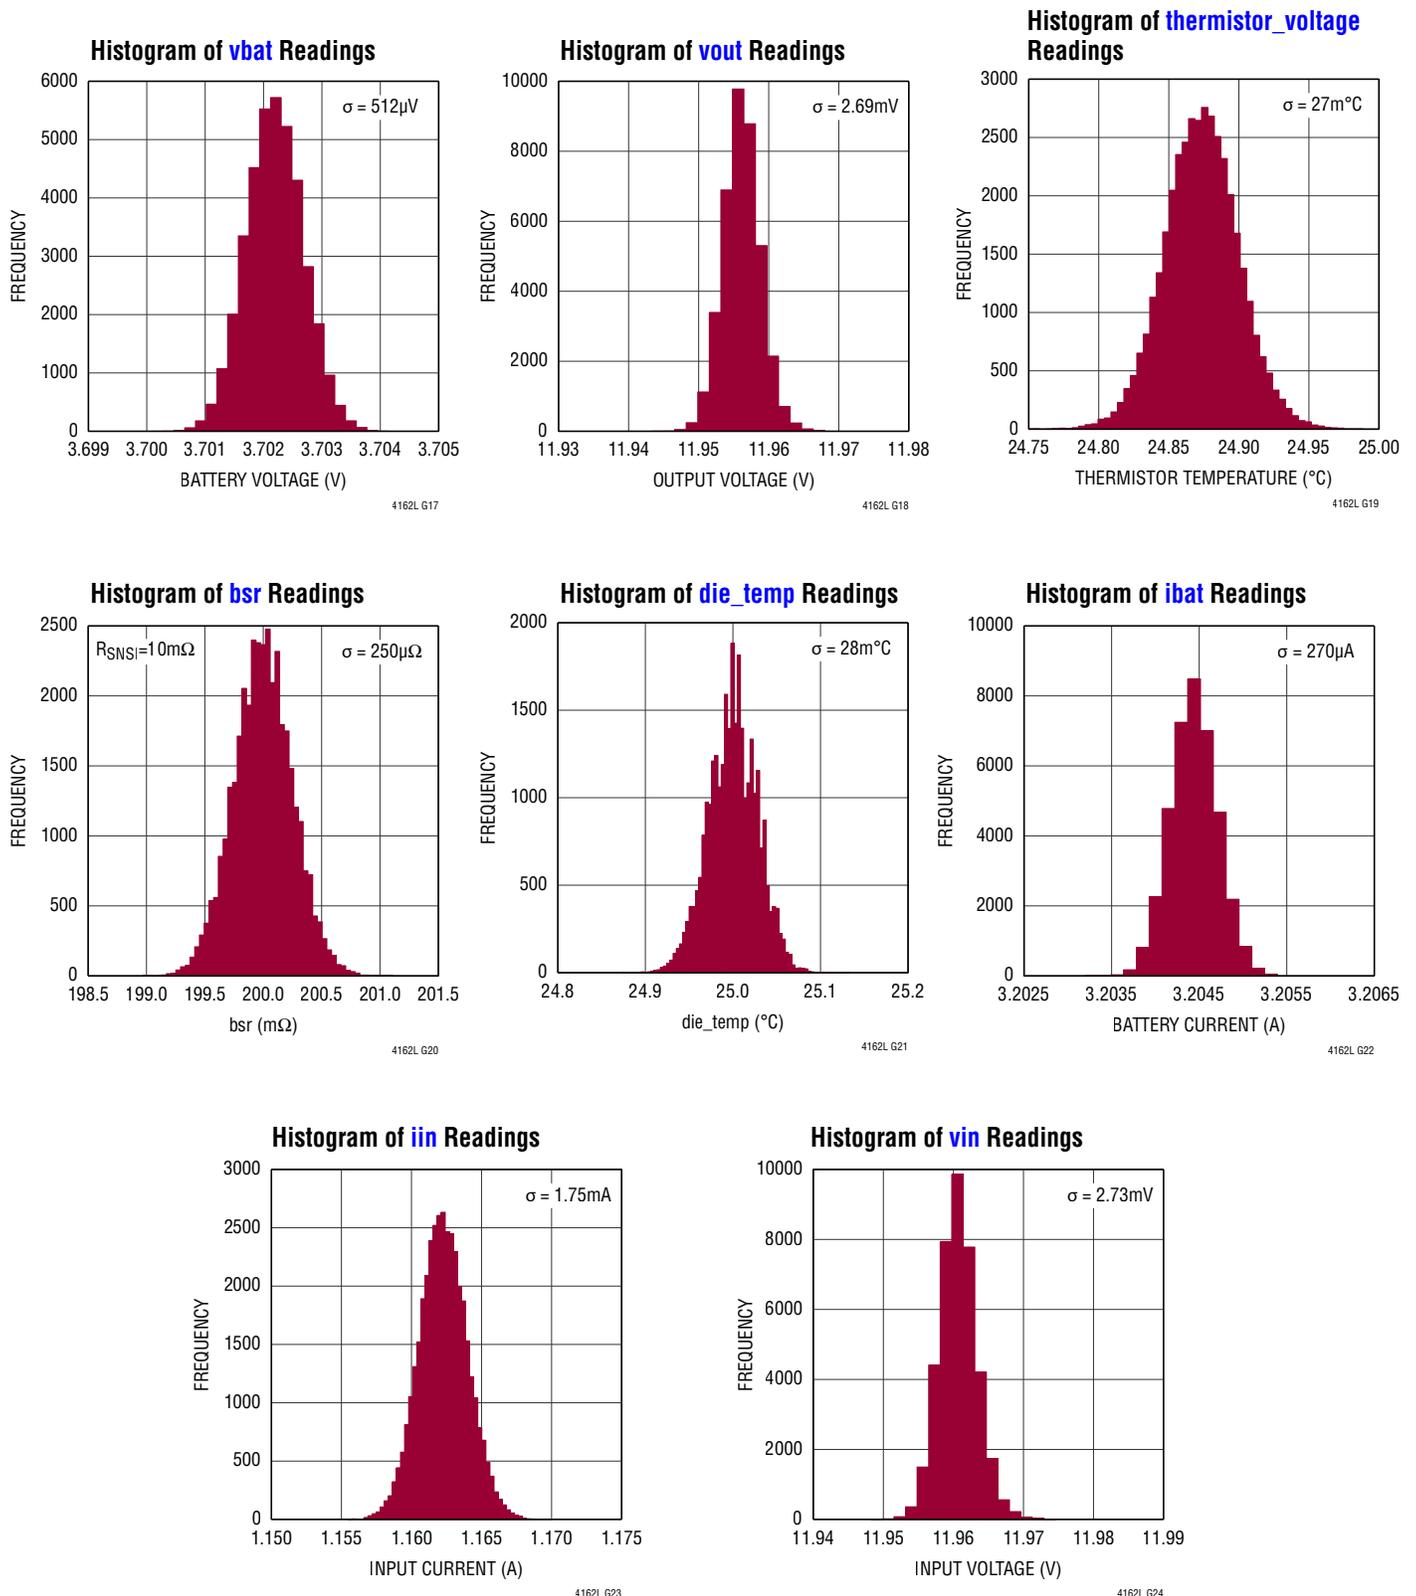 Histogram of vbat Readings
6000
5000
4000
3000
2000
1000
0
FREQUENCY
σ = 512µV
3.699 3.700 3.701 3.702 3.703 3.704 3.705
BATTERY VOLTAGE (V)
4162L G17
Histogram of vout Readings
10000
8000
6000
4000
2000
0
FREQUENCY
σ = 2.69mV
11.93 11.94 11.95 11.96 11.97 11.98
OUTPUT VOLTAGE (V)
4162L G18
Histogram of thermistor_voltage
Readings
3000
2500
2000
1500
1000
500
0
FREQUENCY
σ = 27m°C
24.75 24.80 24.85 24.90 24.95 25.00
THERMISTOR TEMPERATURE (°C)
4162L G19
Histogram of bsr Readings
2500
2000
1500
1000
500
0
FREQUENCY
RSNSI=10mΩ
σ = 250µΩ
198.5 199.0 199.5 200.0 200.5 201.0 201.5
bsr (mΩ)
4162L G20
Histogram of die_temp Readings
2000
1500
1000
500
0
FREQUENCY
σ = 28m°C
24.8 24.9 25.0 25.1 25.2
die_temp (°C)
4162L G21
Histogram of ibat Readings
10000
8000
6000
4000
2000
0
FREQUENCY
σ = 270µA
3.2025 3.2035 3.2045 3.2055 3.2065
BATTERY CURRENT (A)
4162L G22
Histogram of iin Readings
3000
2500
2000
1500
1000
500
0
FREQUENCY
σ = 1.75mA
1.150 1.155 1.160 1.165 1.170 1.175
INPUT CURRENT (A)
4162L G23
Histogram of vin Readings
10000
8000
6000
4000
2000
0
FREQUENCY
σ = 2.73mV
11.94 11.95 11.96 11.97 11.98 11.99
INPUT VOLTAGE (V)
4162L G24